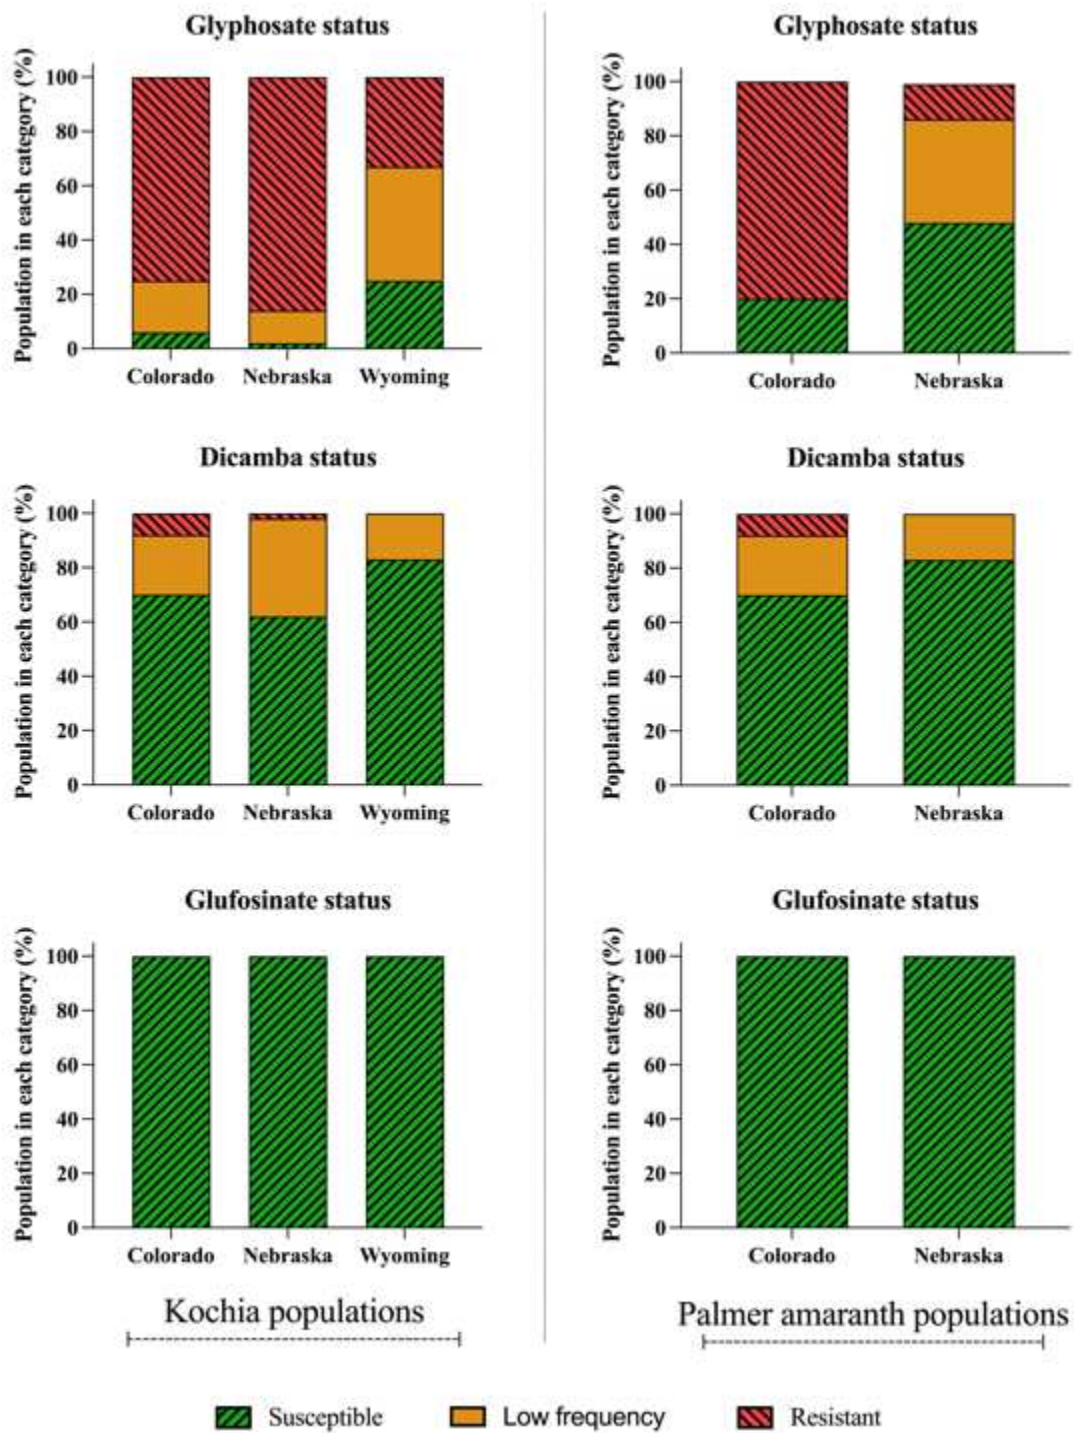 Glyphosate status
Population in each category (%)
100
80
60
40
20
0
Colorado Nebraska Wyoming
Glyphosate status
Population in each category (%)
100
80
60
40
20
0
Colorado Nebraska
Dicamba status
Population in each category (%)
100
80
60
40
20
0
Colorado Nebraska Wyoming
Dicamba status
Population in each category (%)
100
80
60
40
20
0
Colorado Nebraska
Glufosinate status
Population in each category (%)
100
80
60
40
20
0
Colorado Nebraska Wyoming
Glufosinate status
Population in each category (%)
100
80
60
40
20
0
Colorado Nebraska
Kochia populations
Palmer amaranth populations
Susceptible Low frequency Resistant